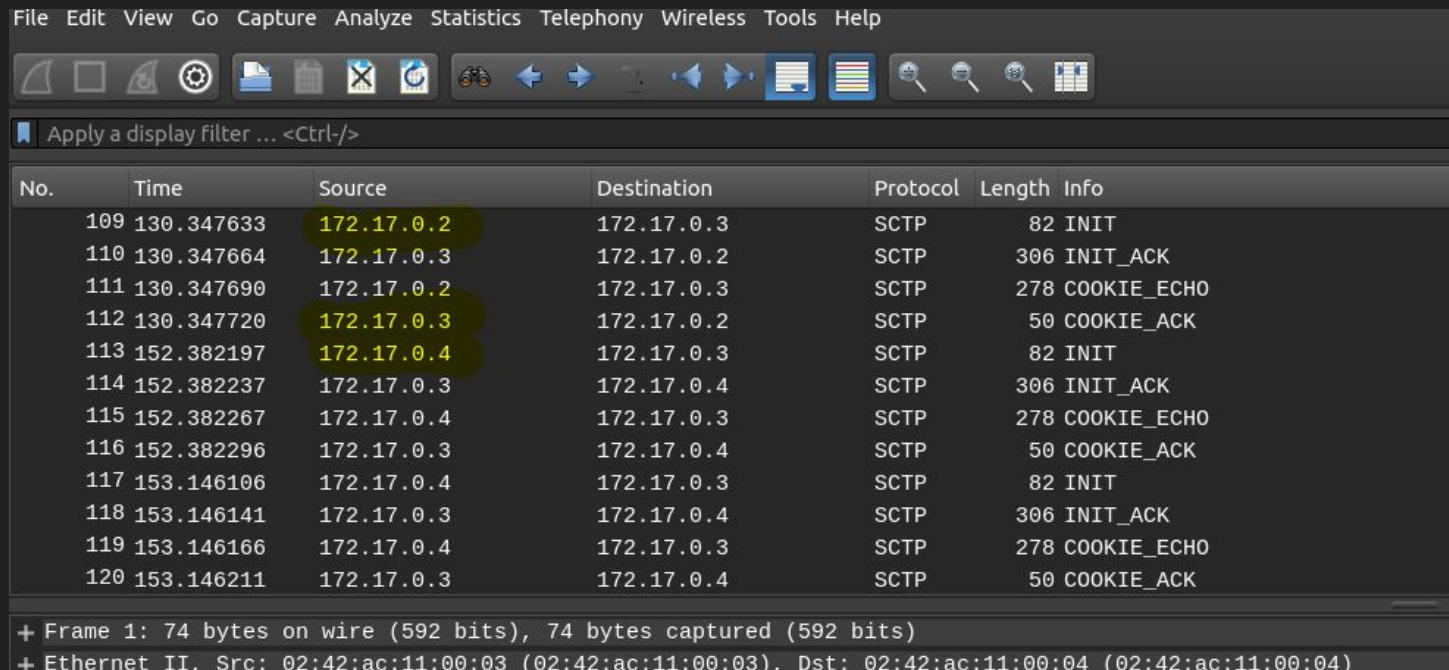 File Edit View Go Capture Analyze Statistics Telephony Wireless Tools Help
Apply a display filter ... <Ctrl-/>
No. Time Source Destination Protocol Length Info
109 130.347633 172.17.0.2 172.17.0.3 SCTP 82 INIT
110 130.347664 172.17.0.3 172.17.0.2 SCTP 306 INIT_ACK
111 130.347690 172.17.0.2 172.17.0.3 SCTP 278 COOKIE_ECHO
112 130.347720 172.17.0.3 172.17.0.2 SCTP 50 COOKIE_ACK
113 152.382197 172.17.0.4 172.17.0.3 SCTP 82 INIT
114 152.382237 172.17.0.3 172.17.0.4 SCTP 306 INIT_ACK
115 152.382267 172.17.0.4 172.17.0.3 SCTP 278 COOKIE_ECHO
116 152.382296 172.17.0.3 172.17.0.4 SCTP 50 COOKIE_ACK
117 153.146106 172.17.0.4 172.17.0.3 SCTP 82 INIT
118 153.146141 172.17.0.3 172.17.0.4 SCTP 306 INIT_ACK
119 153.146166 172.17.0.4 172.17.0.3 SCTP 278 COOKIE_ECHO
120 153.146211 172.17.0.3 172.17.0.4 SCTP 50 COOKIE_ACK
+ Frame 1: 74 bytes on wire (592 bits), 74 bytes captured (592 bits)
+ Ethernet II, Src: 02:42:ac:11:00:03 (02:42:ac:11:00:03), Dst: 02:42:ac:11:00:04 (02:42:ac:11:00:04)